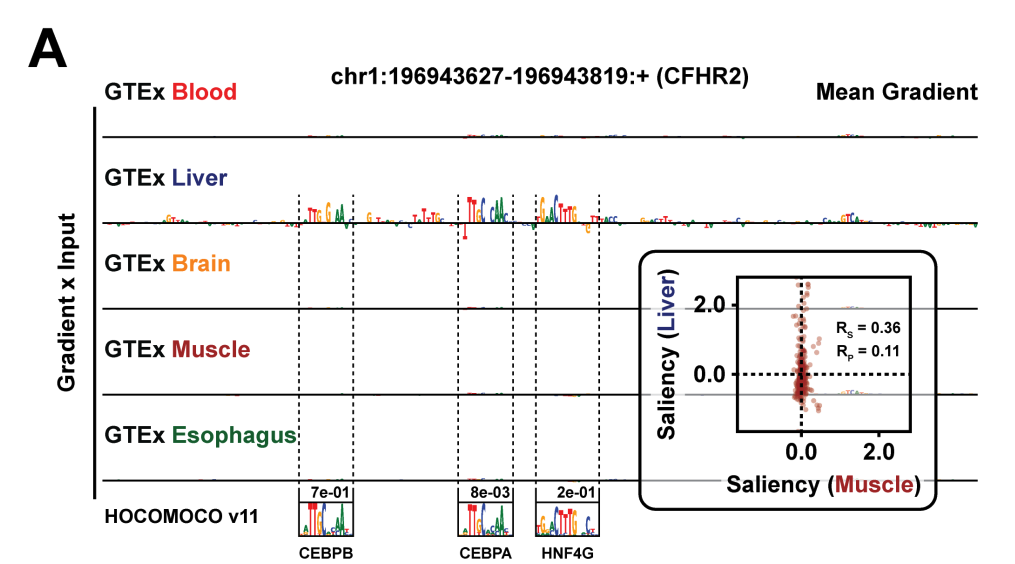 A
chr1:196943627-196943819:+ (CFHR2)
GTEx Blood
Mean Gradient
GTEx Liver
GTEx Brain
GTEx Muscle
GTEx Esophagus
Gradient x Input
Saliency (Liver)
2.0
0.0
R_S = 0.36
R_P = 0.11
0.0 2.0
Saliency (Muscle)
7e-01 8e-03 2e-01
HOCOMOCO v11
CEBPB CEBPA HNF4G